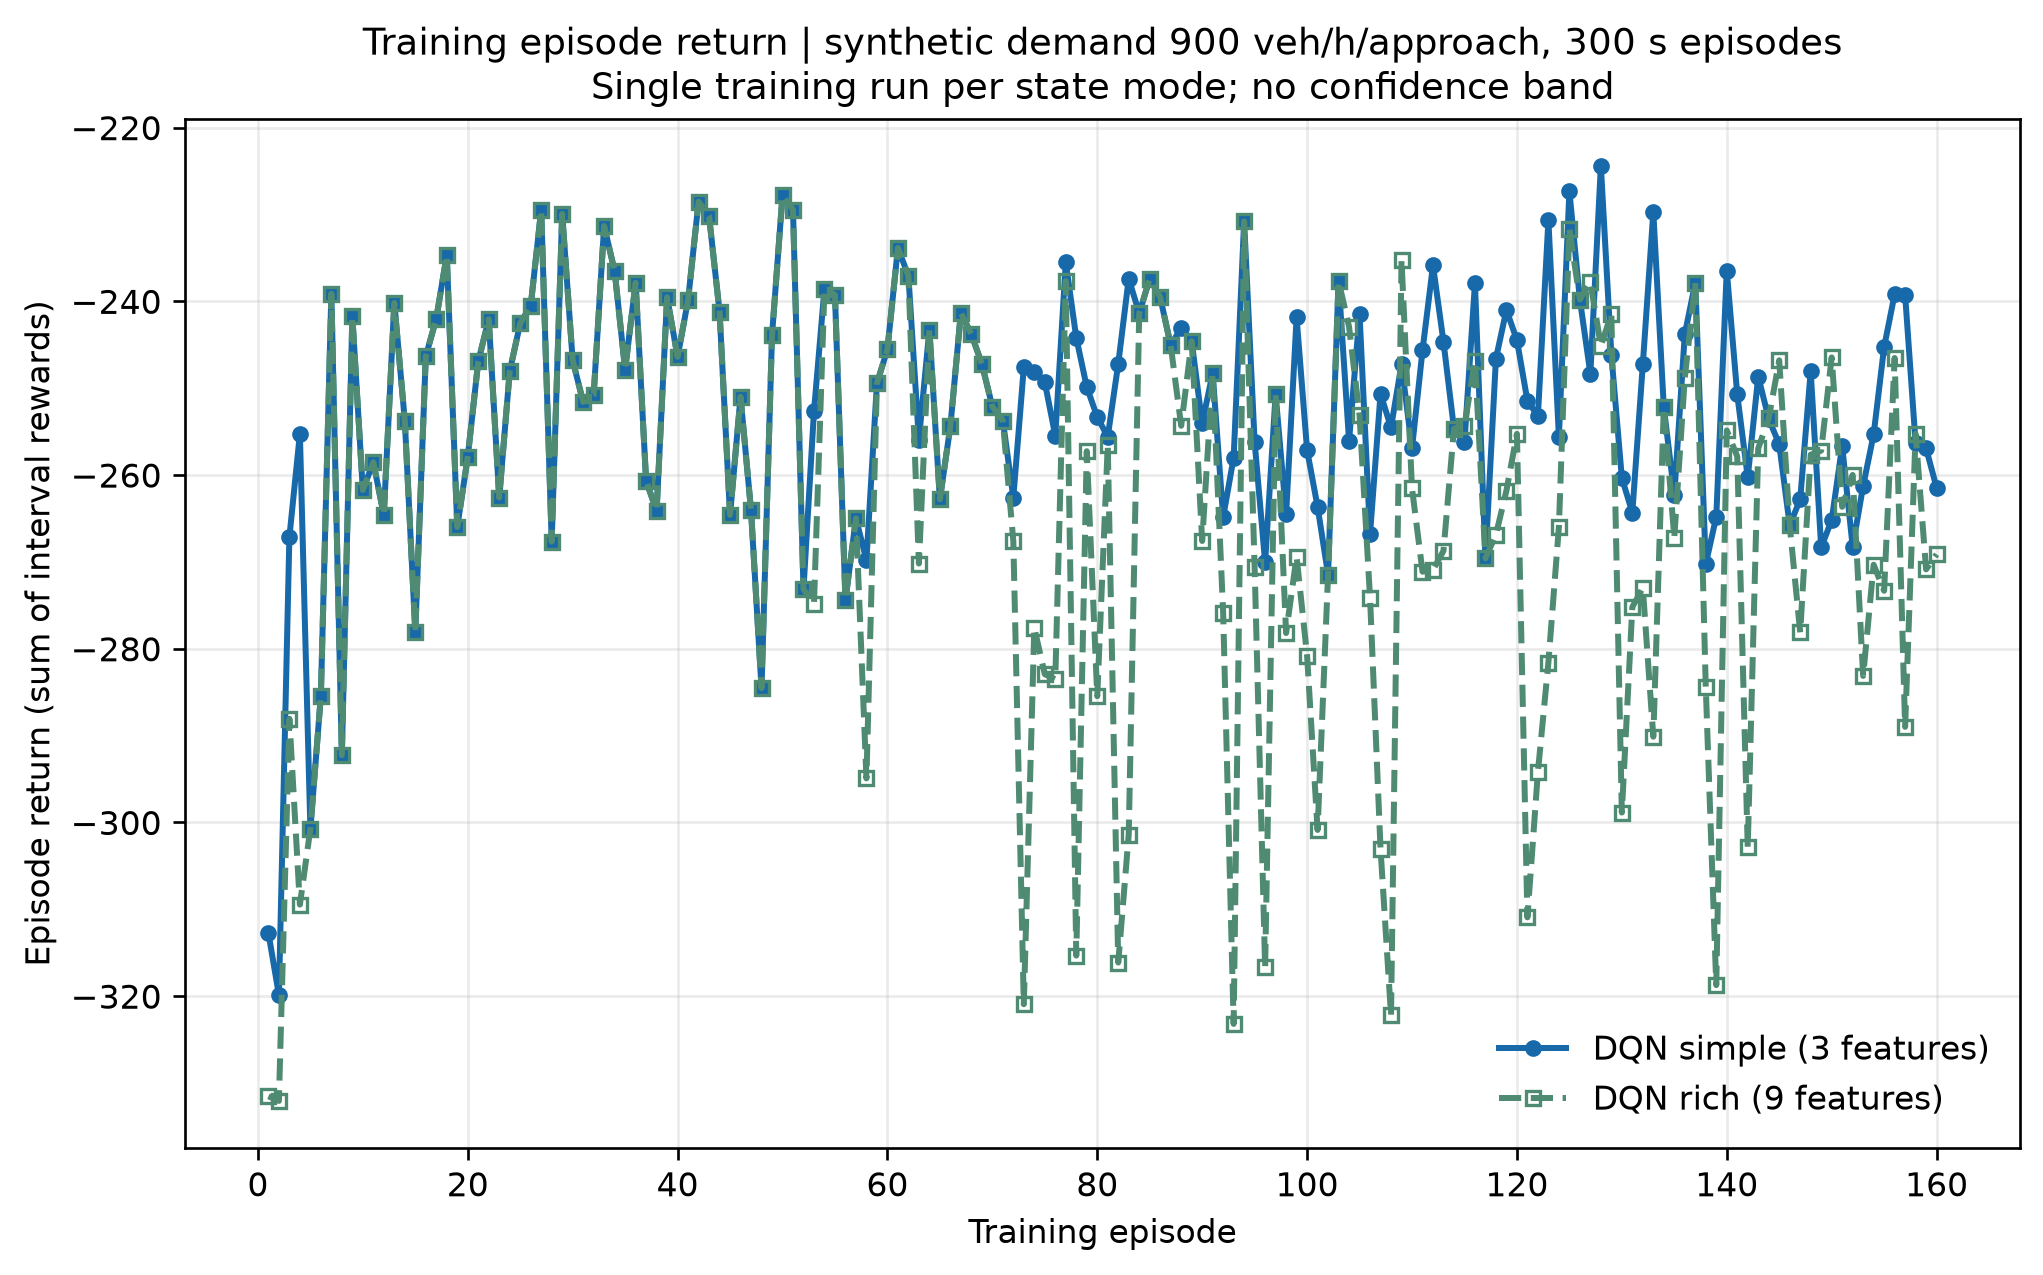 Training episode return | synthetic demand 900 veh/h/approach, 300 s episodes
Single training run per state mode; no confidence band
Episode return (sum of interval rewards)
−220
−240
−260
−280
−300
−320
DQN simple (3 features)
DQN rich (9 features)
0 20 40 60 80 100 120 140 160
Training episode